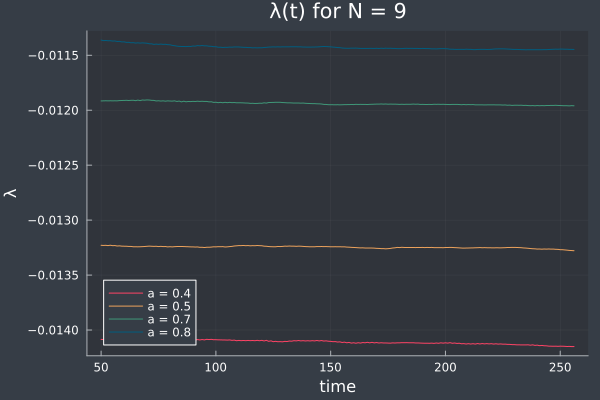 λ(t) for N = 9
−0.0115
−0.0120
−0.0125
−0.0130
−0.0135
−0.0140
λ
a = 0.4
a = 0.5
a = 0.7
a = 0.8
50
100
150
200
250
time